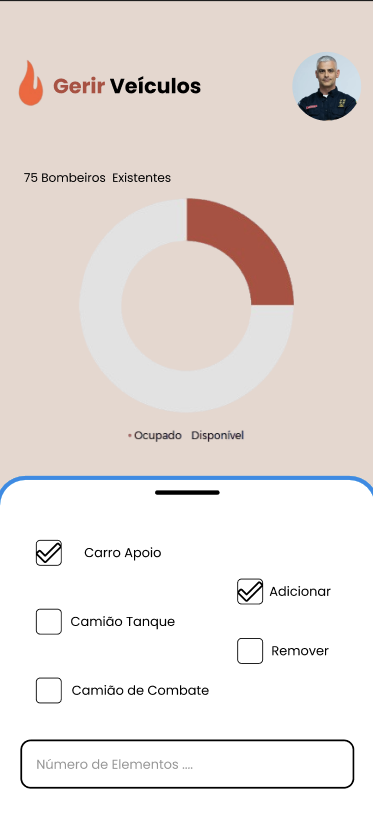 Gerir Veículos
75 Bombeiros Existentes
Ocupado Disponível
Carro Apoio
Adicionar
Camião Tanque
Remover
Camião de Combate
Número de Elementos ....